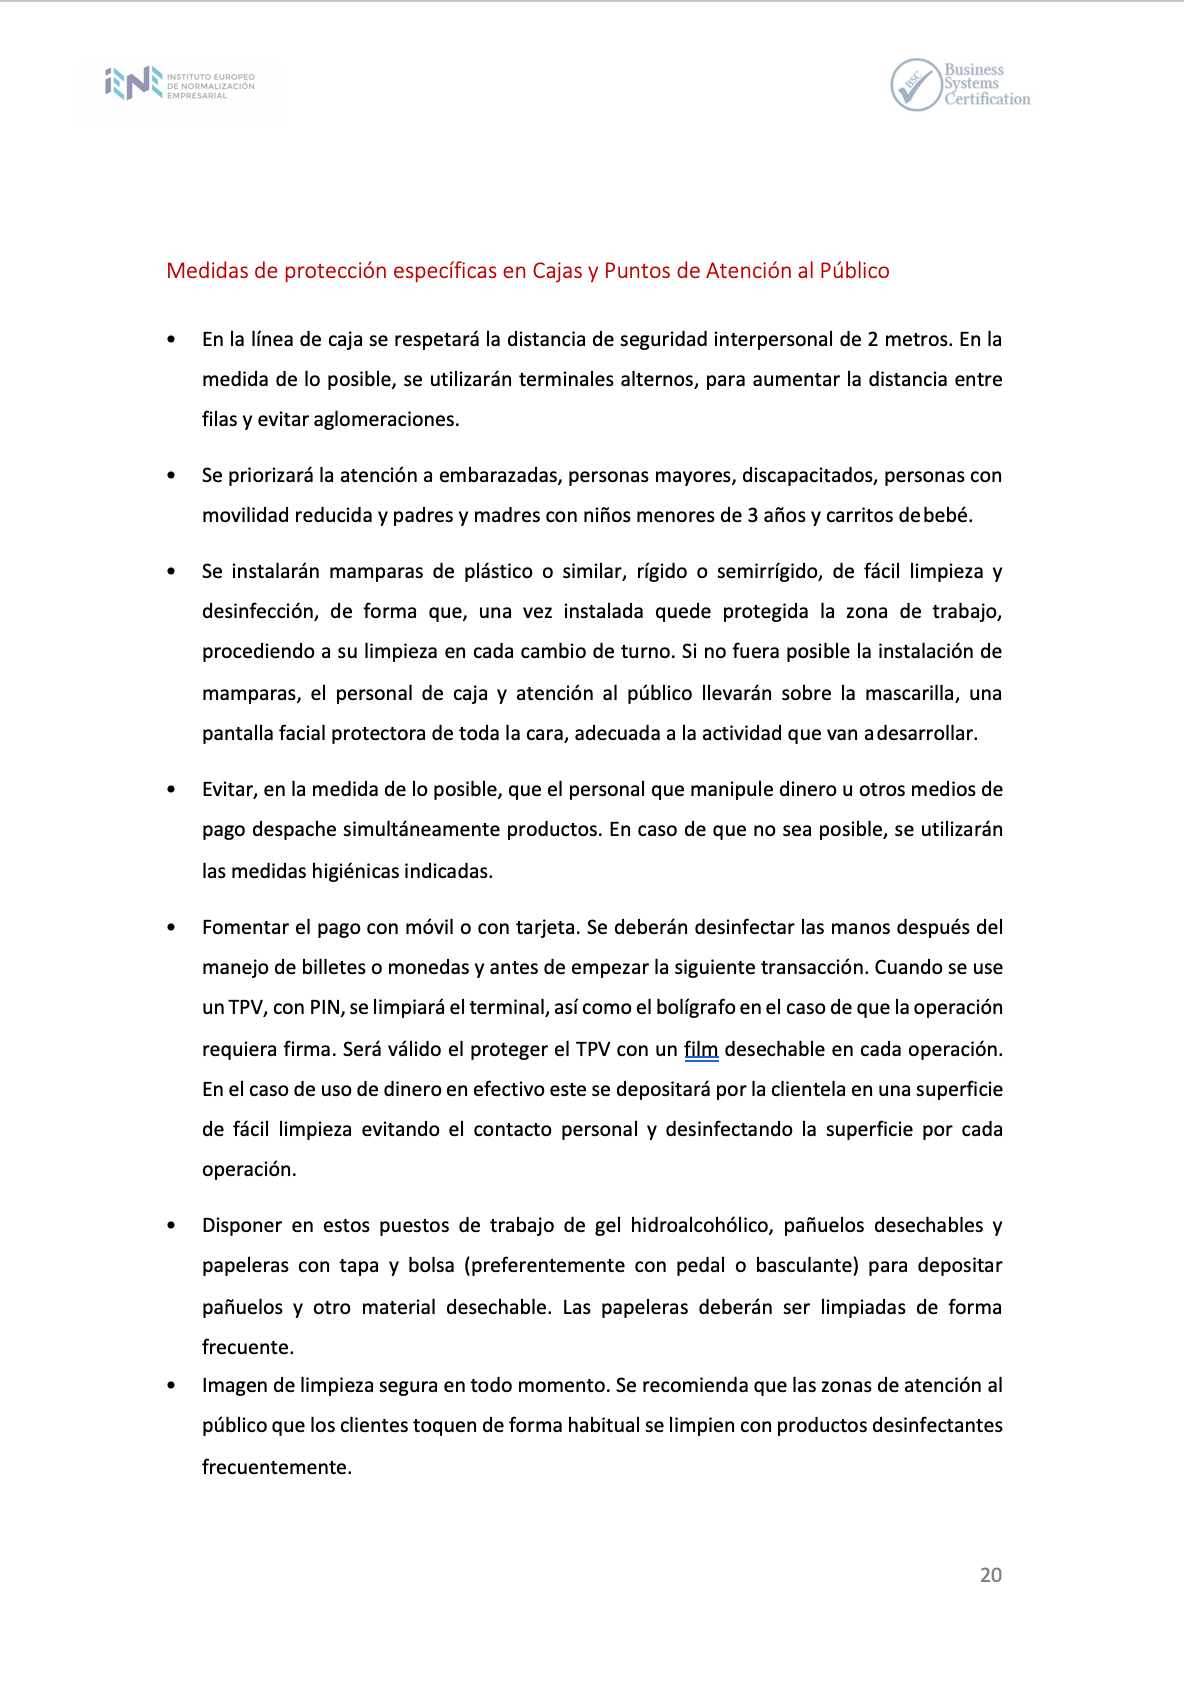 INSTITUTO EUROPEO
DE NORMALIZACIÓN
EMPRESARIAL
BSC
Business
Systems
Certification
Medidas de protección específicas en Cajas y Puntos de Atención al Público
• En la línea de caja se respetará la distancia de seguridad interpersonal de 2 metros. En la
medida de lo posible, se utilizarán terminales alternos, para aumentar la distancia entre
filas y evitar aglomeraciones.
• Se priorizará la atención a embarazadas, personas mayores, discapacitados, personas con
movilidad reducida y padres y madres con niños menores de 3 años y carritos de bebé.
• Se instalarán mamparas de plástico o similar, rígido o semirrígido, de fácil limpieza y
desinfección, de forma que, una vez instalada quede protegida la zona de trabajo,
procediendo a su limpieza en cada cambio de turno. Si no fuera posible la instalación de
mamparas, el personal de caja y atención al público llevarán sobre la mascarilla, una
pantalla facial protectora de toda la cara, adecuada a la actividad que van a desarrollar.
• Evitar, en la medida de lo posible, que el personal que manipule dinero u otros medios de
pago despache simultáneamente productos. En caso de que no sea posible, se utilizarán
las medidas higiénicas indicadas.
• Fomentar el pago con móvil o con tarjeta. Se deberán desinfectar las manos después del
manejo de billetes o monedas y antes de empezar la siguiente transacción. Cuando se use
un TPV, con PIN, se limpiará el terminal, así como el bolígrafo en el caso de que la operación
requiera firma. Será válido el proteger el TPV con un film desechable en cada operación.
En el caso de uso de dinero en efectivo este se depositará por la clientela en una superficie
de fácil limpieza evitando el contacto personal y desinfectando la superficie por cada
operación.
• Disponer en estos puestos de trabajo de gel hidroalcohólico, pañuelos desechables y
papeleras con tapa y bolsa (preferentemente con pedal o basculante) para depositar
pañuelos y otro material desechable. Las papeleras deberán ser limpiadas de forma
frecuente.
• Imagen de limpieza segura en todo momento. Se recomienda que las zonas de atención al
público que los clientes toquen de forma habitual se limpien con productos desinfectantes
frecuentemente.
20